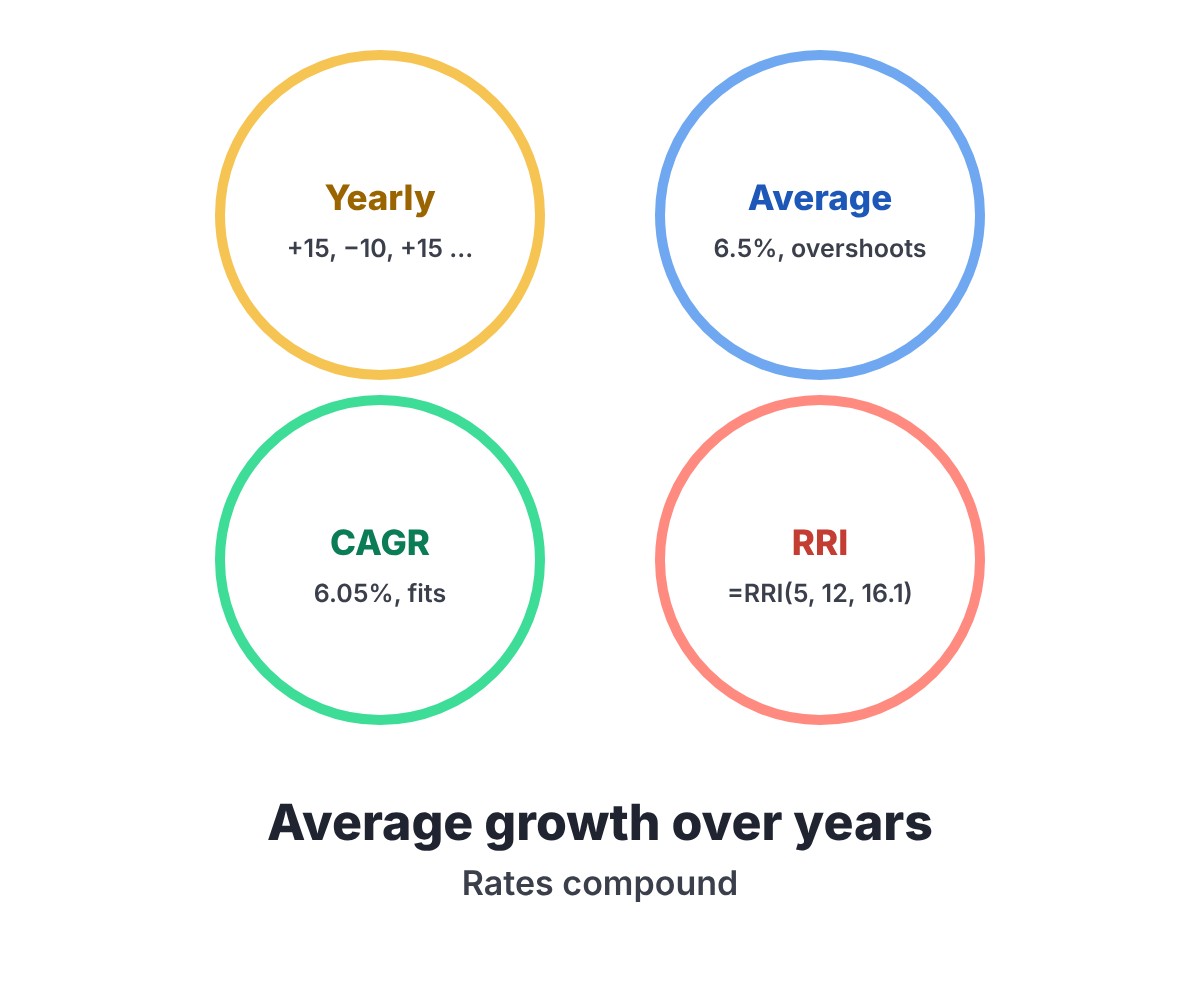 Yearly
+15, −10, +15 …
Average
6.5%, overshoots
CAGR
6.05%, fits
RRI
=RRI(5, 12, 16.1)
Average growth over years
Rates compound